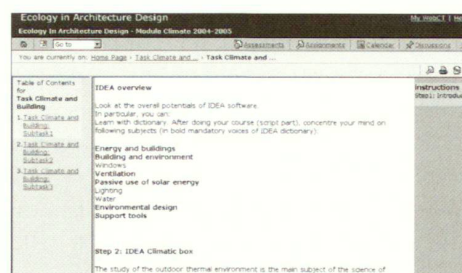 Ecology in Architecture Design
My WebCT | He
Ecology in Architecture Design - Module Climate 2004-2005
Go to
Assessments
Assignments
Calendar
Discussions
You are currently on: Home Page › Task Climate and ... › Task Climate and ...
Table of Contents
for
Task Climate and
Building
1. Task Climate and
Building:
Subtask1
2. Task Climate and
Building:
Subtask2
3. Task Climate and
Building:
Subtask3
IDEA overview
Look at the overall potentials of IDEA software.
In particular, you can:
Learn with dictionary. After doing your course (script part), concentre your mind on
following subjects (in bold mandatory voices of IDEA dictionary).
Energy and buildings
Building and environment
Windows
Ventilation
Passive use of solar energy
Lighting
Water
Environmental design
Support tools
Step 2: IDEA Climatic box
The study of the outdoor thermal environment is the main subject of the science of
Instructions
Step1: Introduc